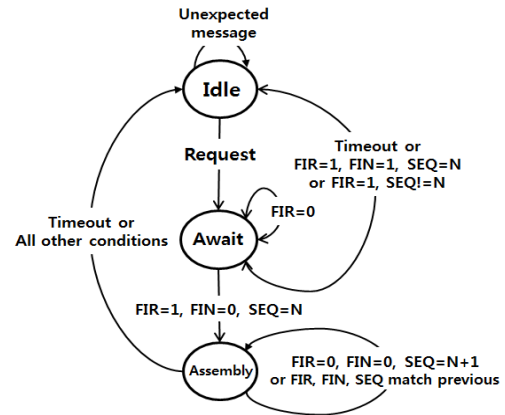 Unexpected
message
Idle
Request
Timeout or
FIR=1, FIN=1, SEQ=N
or FIR=1, SEQ!=N
FIR=0
Timeout or
All other conditions
Await
FIR=1, FIN=0, SEQ=N
Assembly
FIR=0, FIN=0, SEQ=N+1
or FIR, FIN, SEQ match previous